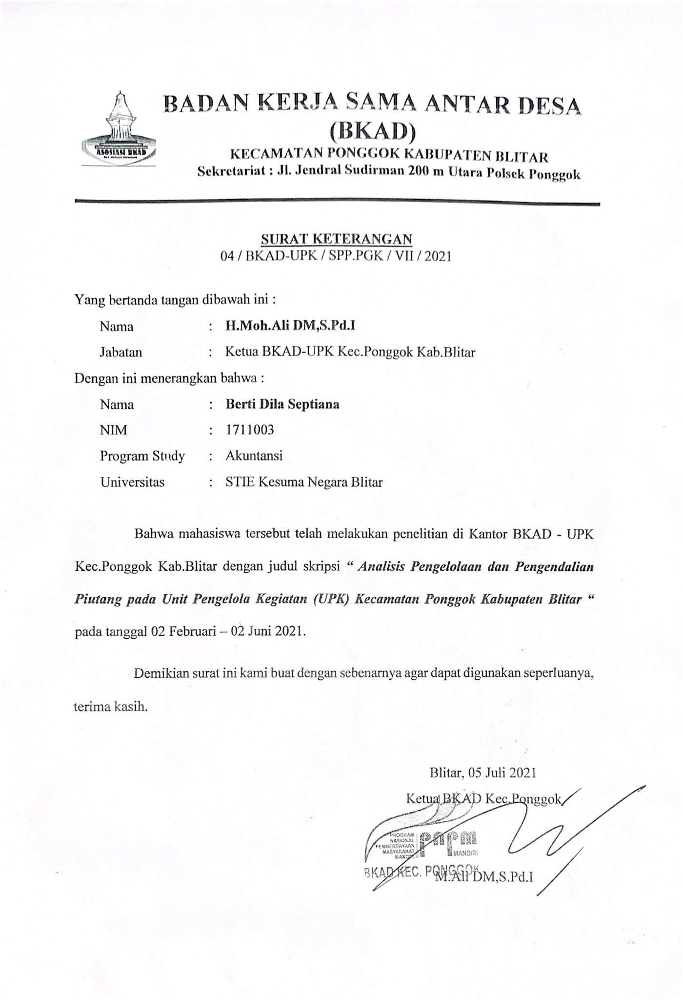 BADAN KERJA SAMA ANTAR DESA
(BKAD)
KECAMATAN PONGGOK KABUPATEN BLITAR
Sekretariat : Jl. Jendral Sudirman 200 m Utara Polsek Ponggok
ASOSIASI BKAD
SURAT KETERANGAN
04 / BKAD-UPK / SPP.PGK / VII / 2021
Yang bertanda tangan dibawah ini :
Nama : H.Moh.Ali DM,S.Pd.I
Jabatan : Ketua BKAD-UPK Kec.Ponggok Kab.Blitar
Dengan ini menerangkan bahwa :
Nama : Berti Dila Septiana
NIM : 1711003
Program Study : Akuntansi
Universitas : STIE Kesuma Negara Blitar
Bahwa mahasiswa tersebut telah melakukan penelitian di Kantor BKAD - UPK
Kec.Ponggok Kab.Blitar dengan judul skripsi “ Analisis Pengelolaan dan Pengendalian
Piutang pada Unit Pengelola Kegiatan (UPK) Kecamatan Ponggok Kabupaten Blitar “
pada tanggal 02 Februari – 02 Juni 2021.
Demikian surat ini kami buat dengan sebenarnya agar dapat digunakan seperluanya,
terima kasih.
Blitar, 05 Juli 2021
Ketua BKAD Kec.Ponggok
PROGRAM
NASIONAL
PEMBERDAYAAN
MASYARAKAT
MANDIRI
PNPM
MANDIRI
BKAD KEC. PONGGOK
M.Ali DM,S.Pd.I